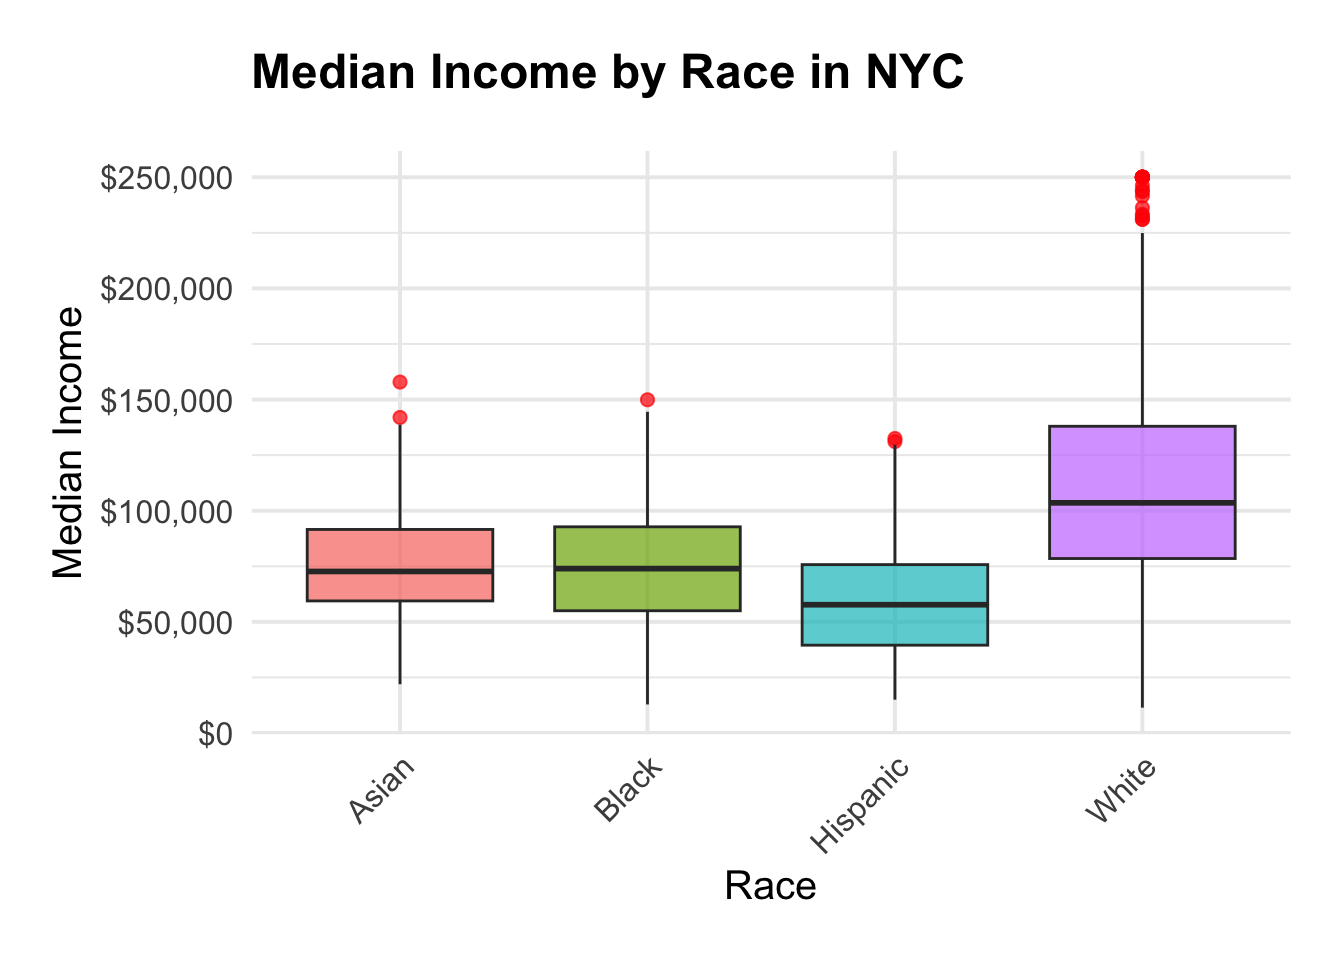 Median Income by Race in NYC
Median Income
$250,000
$200,000
$150,000
$100,000
$50,000
$0
Asian
Black
Hispanic
White
Race